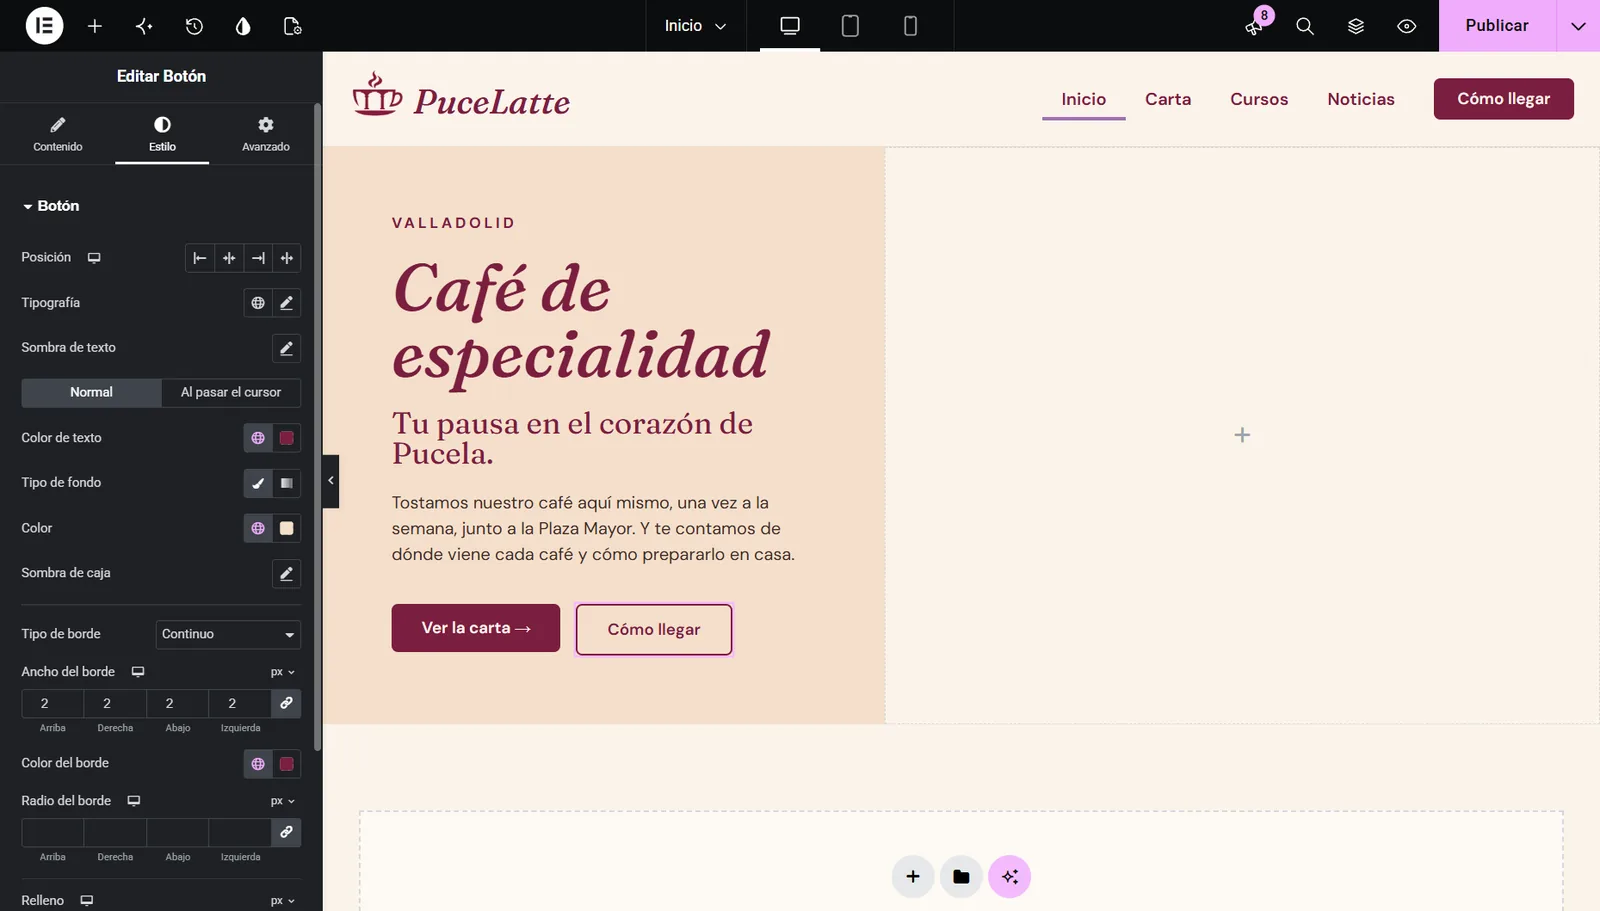 Inicio
8
Publicar
Editar Botón
Contenido
Estilo
Avanzado
Botón
Posición
Tipografía
Sombra de texto
Normal
Al pasar el cursor
Color de texto
Tipo de fondo
Color
Sombra de caja
Tipo de borde
Continuo
Ancho del borde
px
2
2
2
2
Arriba
Derecha
Abajo
Izquierda
Color del borde
Radio del borde
px
Arriba
Derecha
Abajo
Izquierda
Relleno
px
PuceLatte
Inicio
Carta
Cursos
Noticias
Cómo llegar
VALLADOLID
Café de
especialidad
Tu pausa en el corazón de
Pucela.
Tostamos nuestro café aquí mismo, una vez a la
semana, junto a la Plaza Mayor. Y te contamos de
dónde viene cada café y cómo prepararlo en casa.
Ver la carta →
Cómo llegar